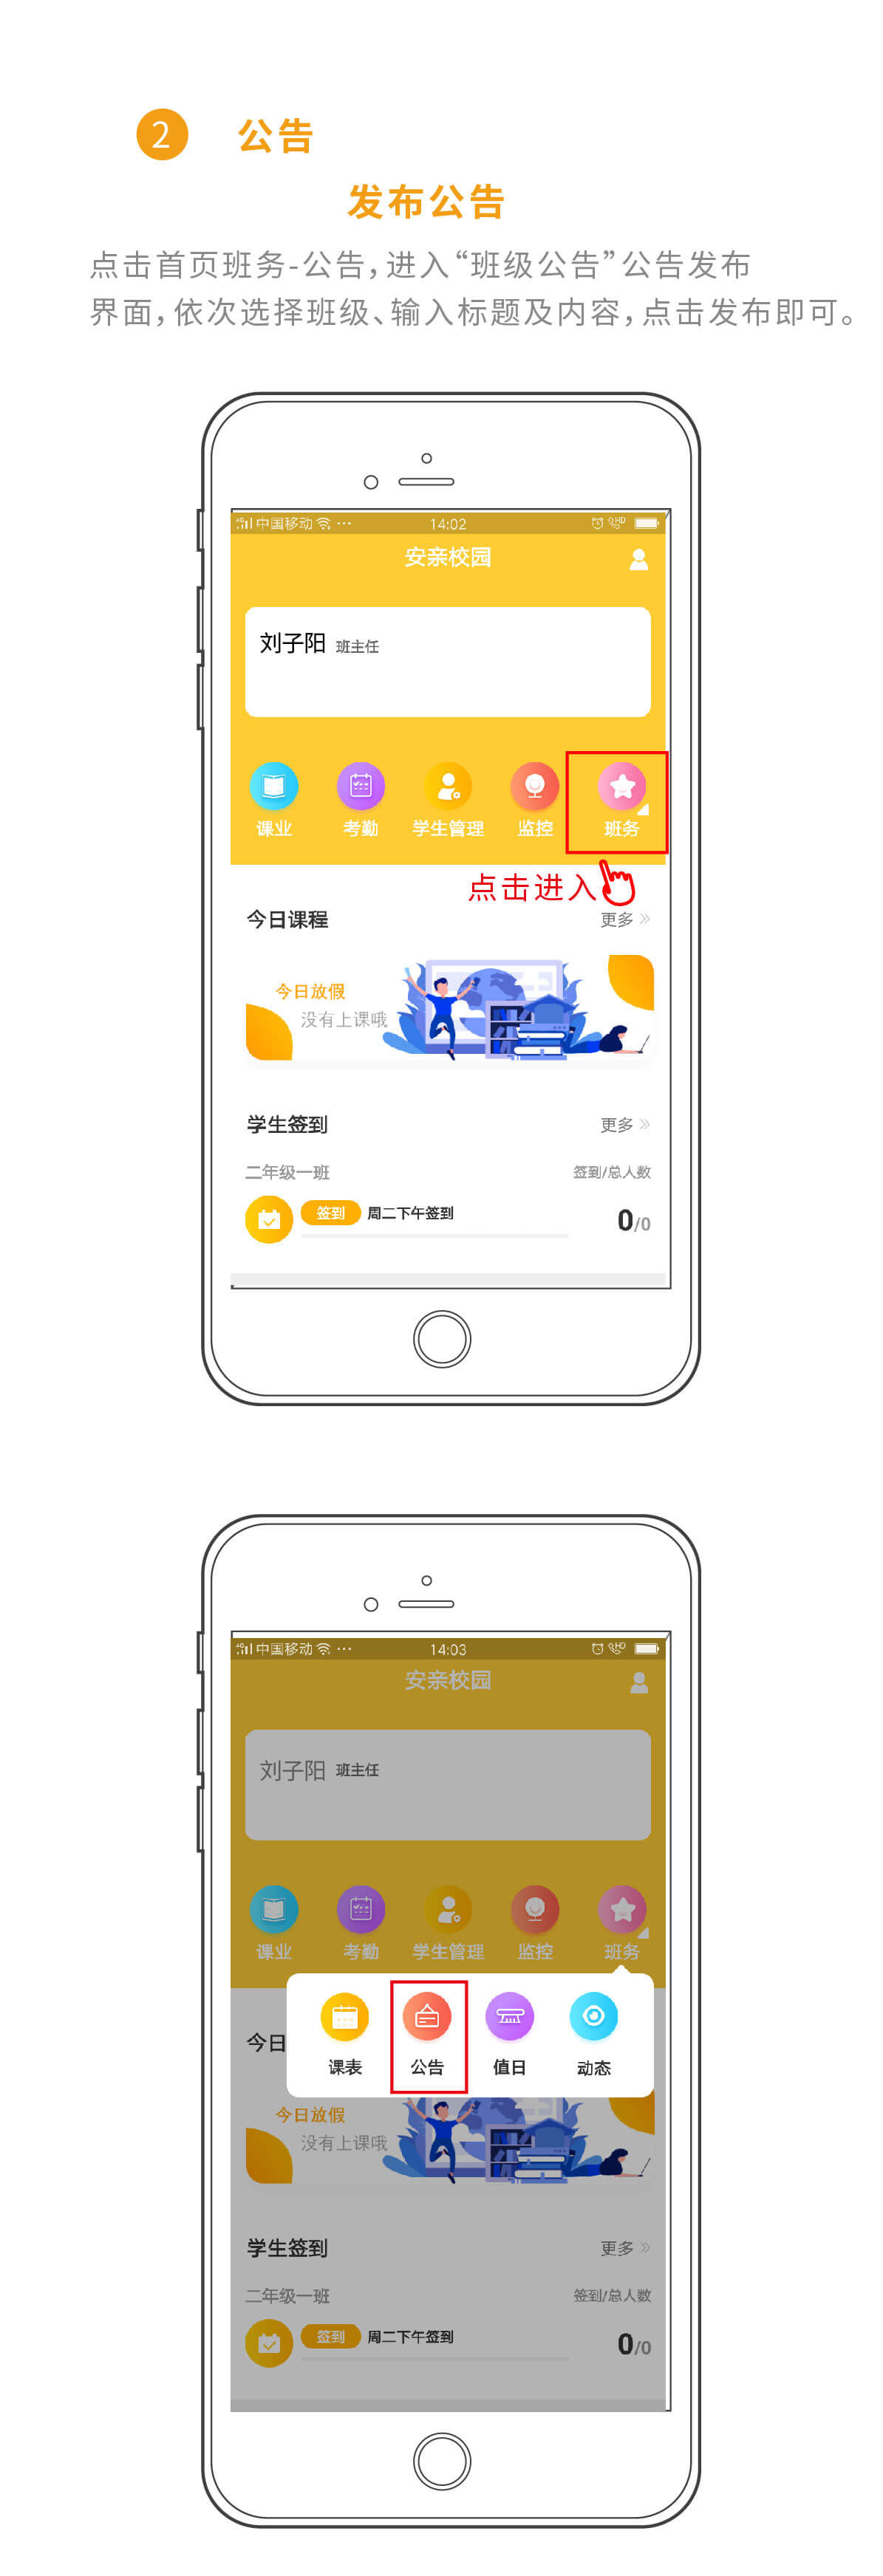 2 公告
发布公告
点击首页班务-公告，进入“班级公告”公告发布
界面，依次选择班级、输入标题及内容，点击发布即可。
4G 中国移动 ··· 14:02 HD
安亲校园
刘子阳 班主任
课业 考勤 学生管理 监控 班务
点击进入
今日课程 更多 »
今日放假
没有上课哦
学生签到 更多 »
二年级一班 签到/总人数
签到 周二下午签到 0/0
4G 中国移动 ··· 14:03 HD
安亲校园
刘子阳 班主任
课业 考勤 学生管理 监控 班务
课表 公告 值日 动态
今日
今日放假
没有上课哦
学生签到 更多 »
二年级一班 签到/总人数
签到 周二下午签到 0/0